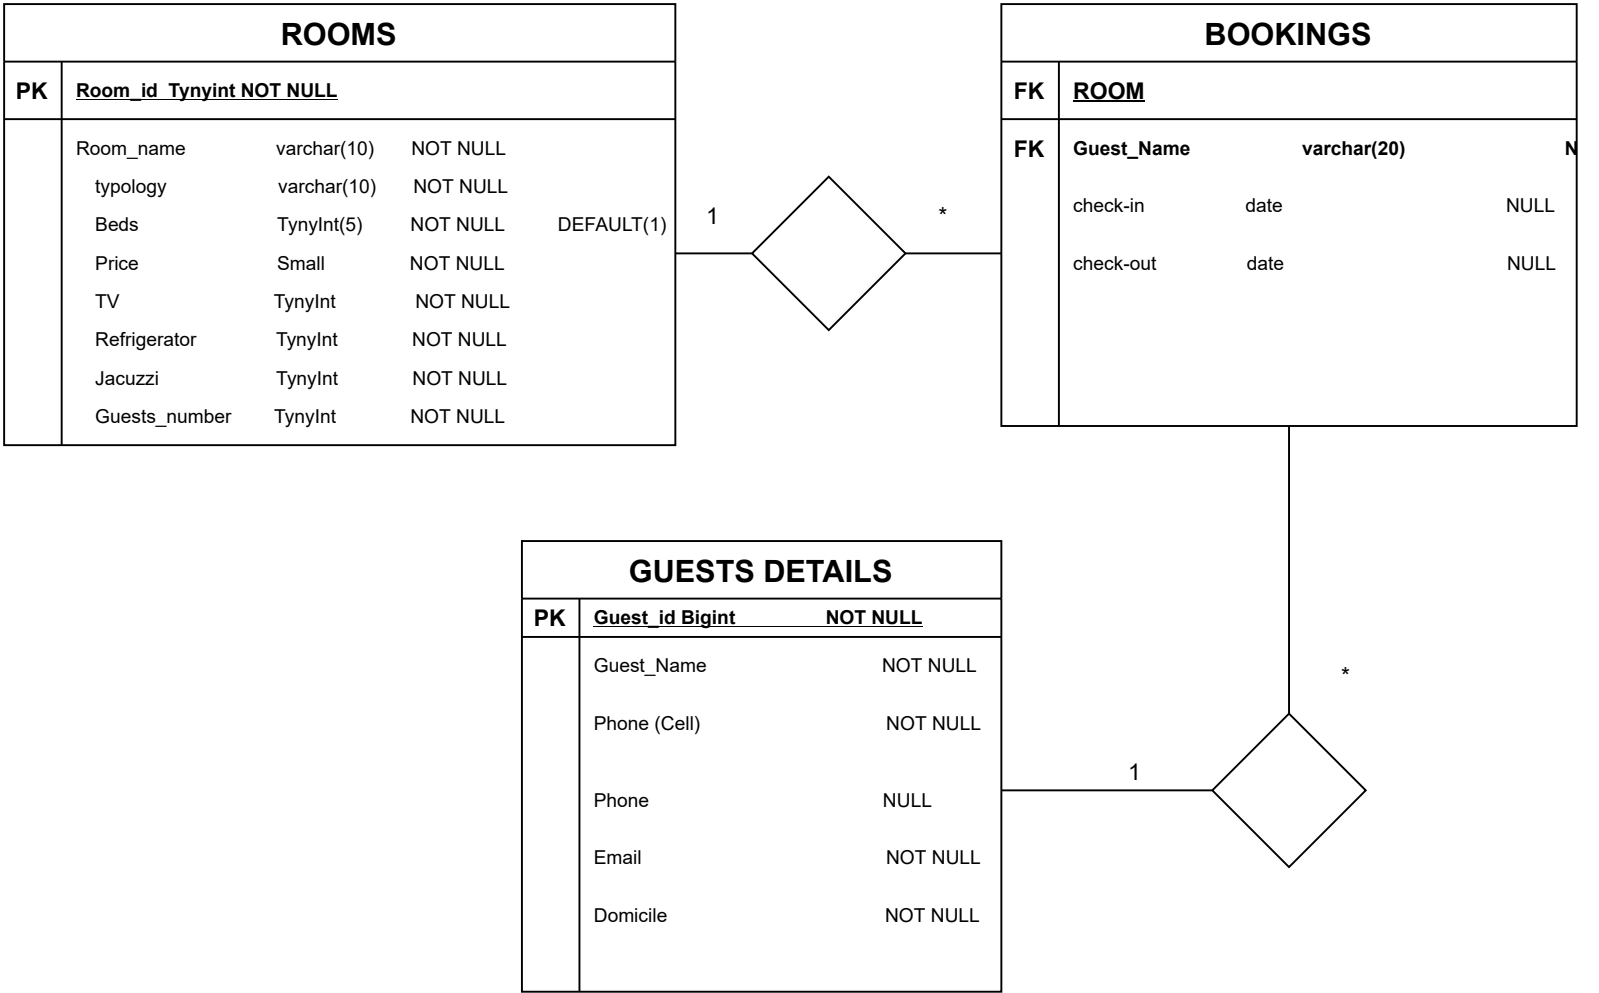 ROOMS
PK Room_id Tynyint NOT NULL
Room_name varchar(10) NOT NULL
typology varchar(10) NOT NULL
Beds TynyInt(5) NOT NULL DEFAULT(1)
Price Small NOT NULL
TV TynyInt NOT NULL
Refrigerator TynyInt NOT NULL
Jacuzzi TynyInt NOT NULL
Guests_number TynyInt NOT NULL
1
*
BOOKINGS
FK ROOM
FK Guest_Name varchar(20) N
check-in date NULL
check-out date NULL
GUESTS DETAILS
PK Guest_id Bigint NOT NULL
Guest_Name NOT NULL
Phone (Cell) NOT NULL
Phone NULL
Email NOT NULL
Domicile NOT NULL
1
*